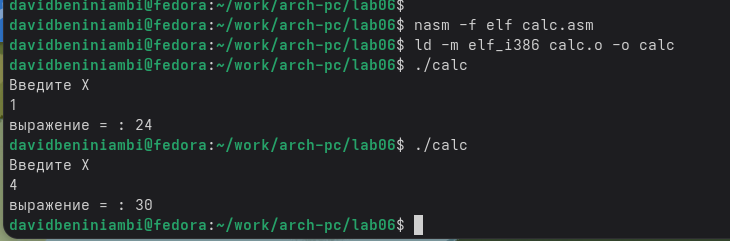 davidbeniniambi@fedora:~/work/arch-pc/lab06$
davidbeniniambi@fedora:~/work/arch-pc/lab06$ nasm -f elf calc.asm
davidbeniniambi@fedora:~/work/arch-pc/lab06$ ld -m elf_i386 calc.o -o calc
davidbeniniambi@fedora:~/work/arch-pc/lab06$ ./calc
Введите X
1
выражение = : 24
davidbeniniambi@fedora:~/work/arch-pc/lab06$ ./calc
Введите X
4
выражение = : 30
davidbeniniambi@fedora:~/work/arch-pc/lab06$